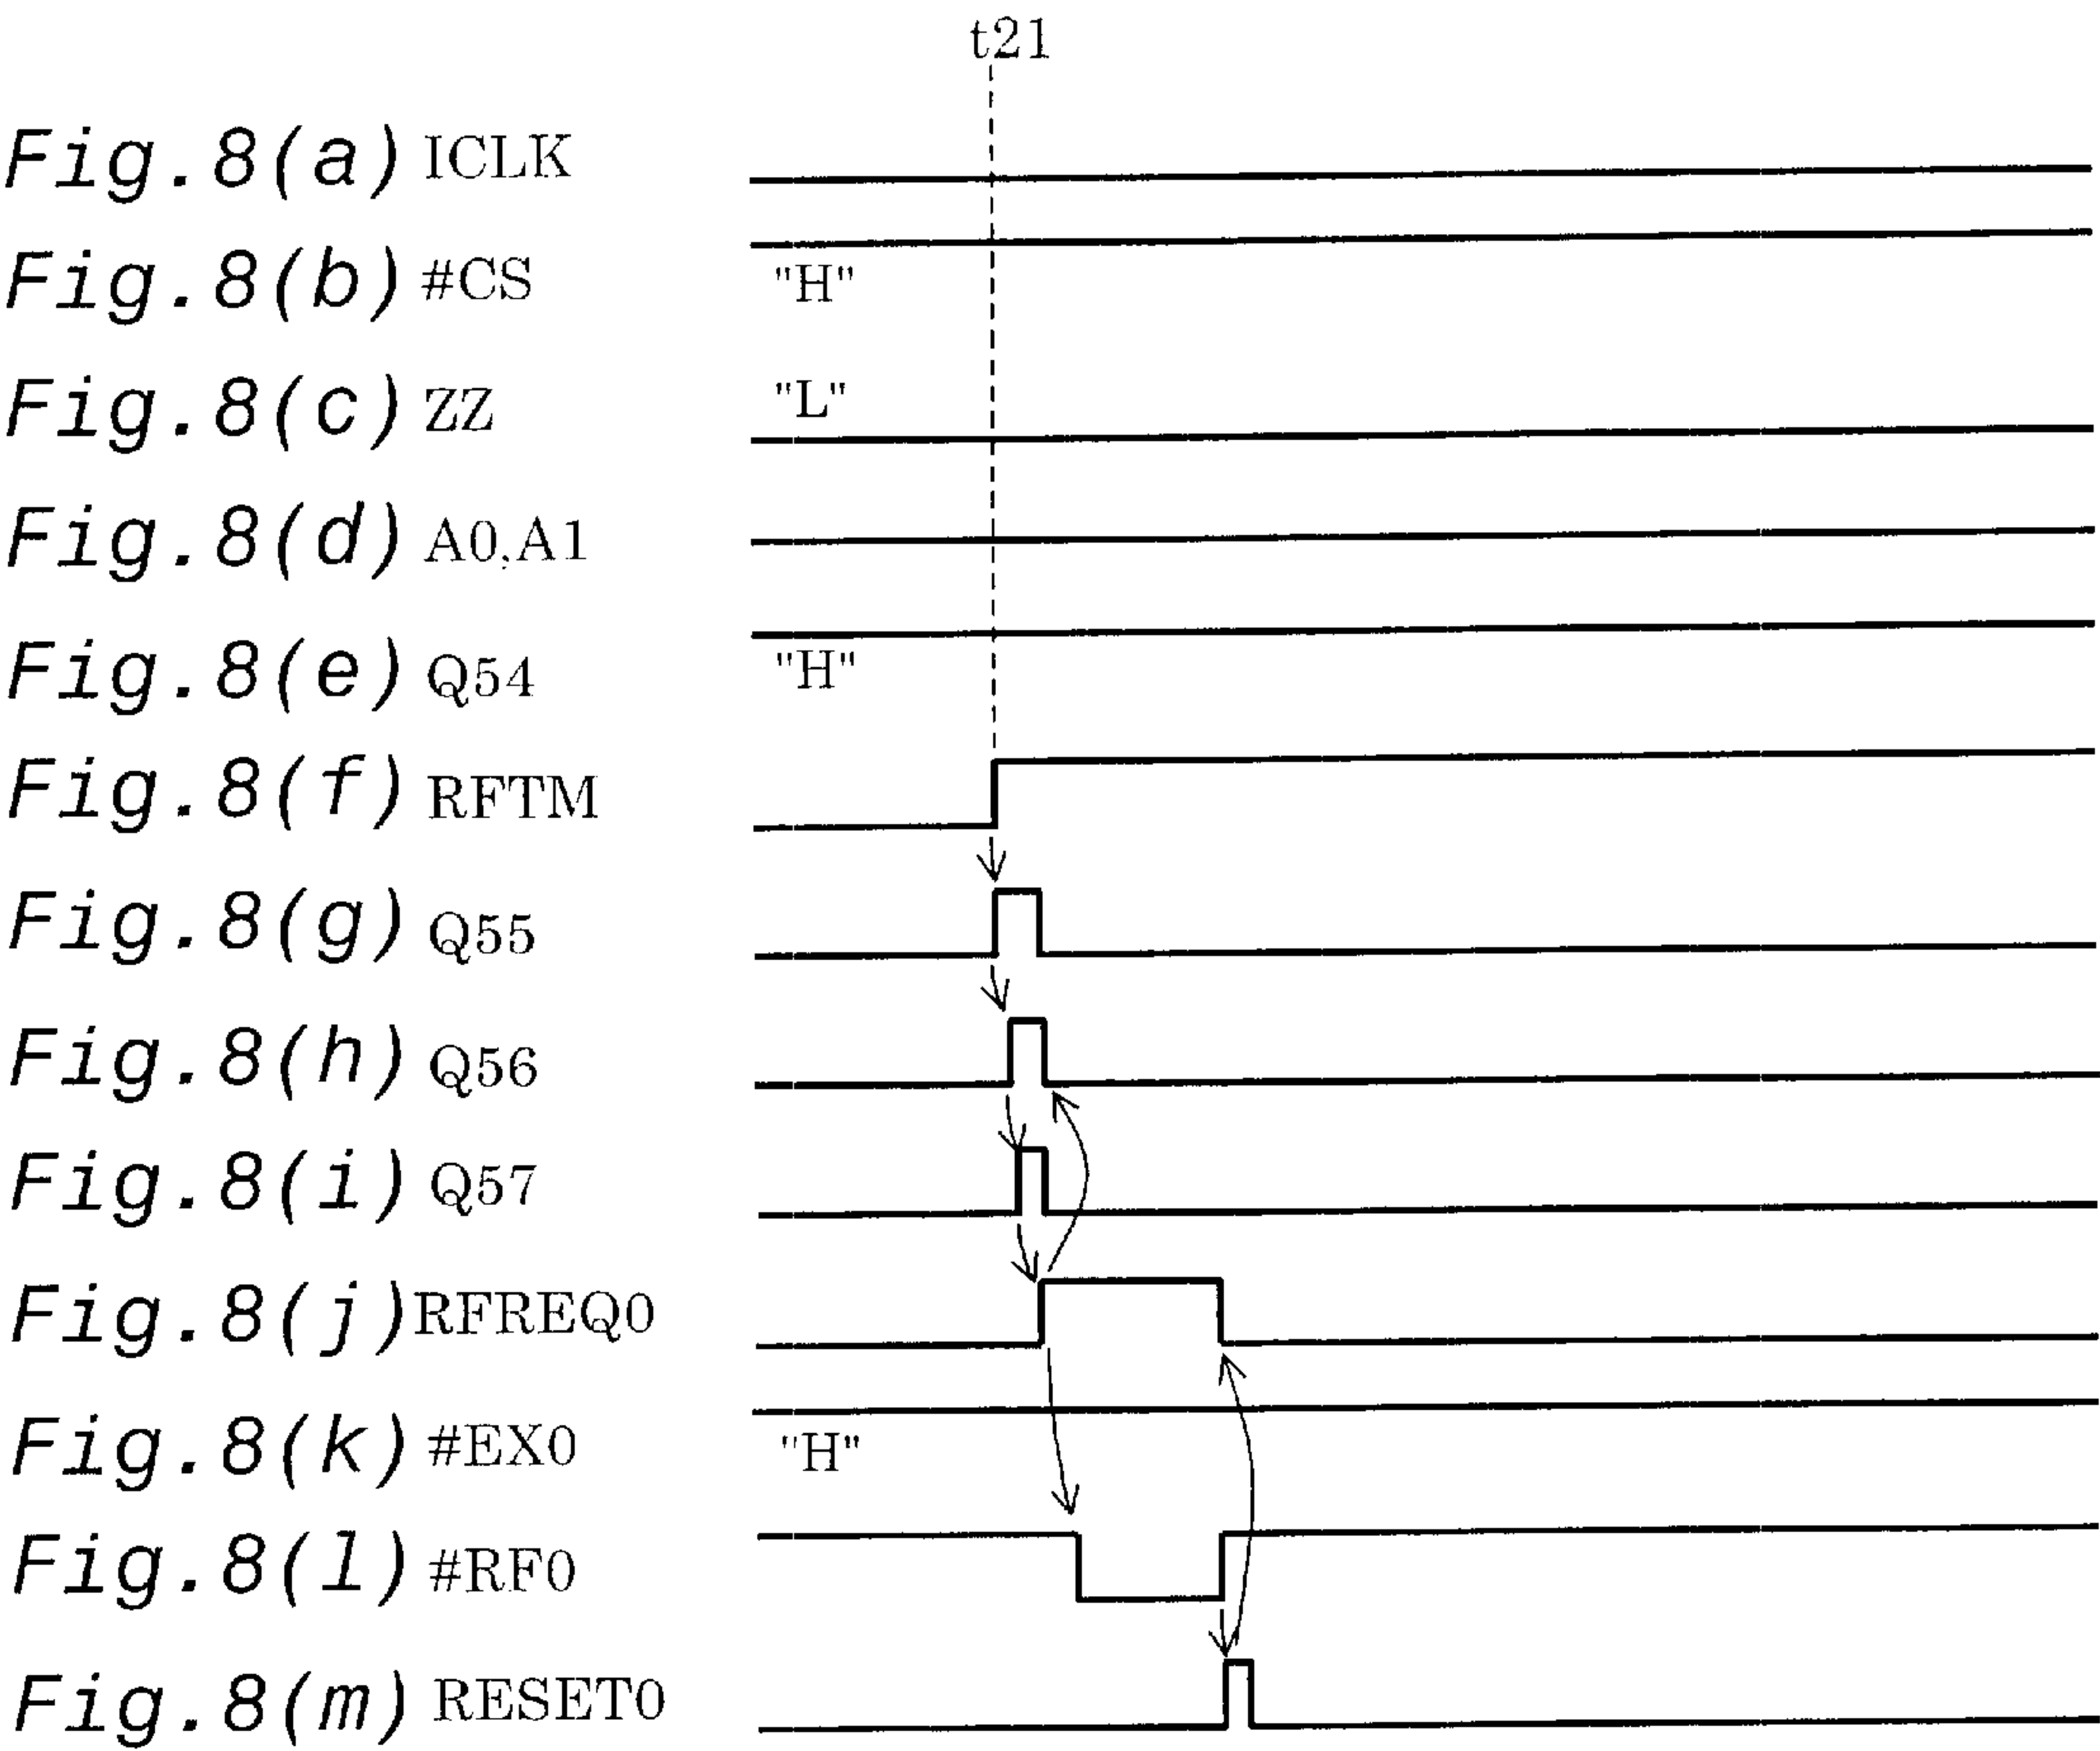 t21
Fig.8(a) ICLK
Fig.8(b) #CS
"H"
Fig.8(c) ZZ
"L"
Fig.8(d) A0,A1
Fig.8(e) Q54
"H"
Fig.8(f) RFTM
Fig.8(g) Q55
Fig.8(h) Q56
Fig.8(i) Q57
Fig.8(j) RFREQ0
Fig.8(k) #EX0
"H"
Fig.8(l) #RF0
Fig.8(m) RESET0